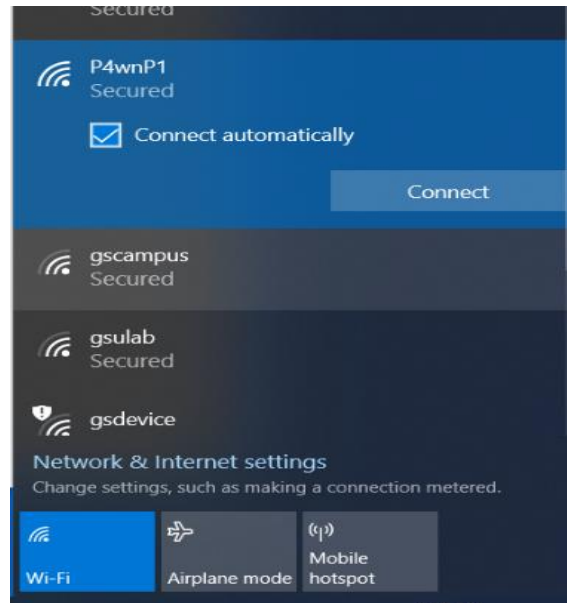 Secured
P4wnP1
Secured
Connect automatically
Connect
gscampus
Secured
gsulab
Secured
gsdevice
Network & Internet settings
Change settings, such as making a connection metered.
Wi-Fi
Airplane mode
Mobile
hotspot